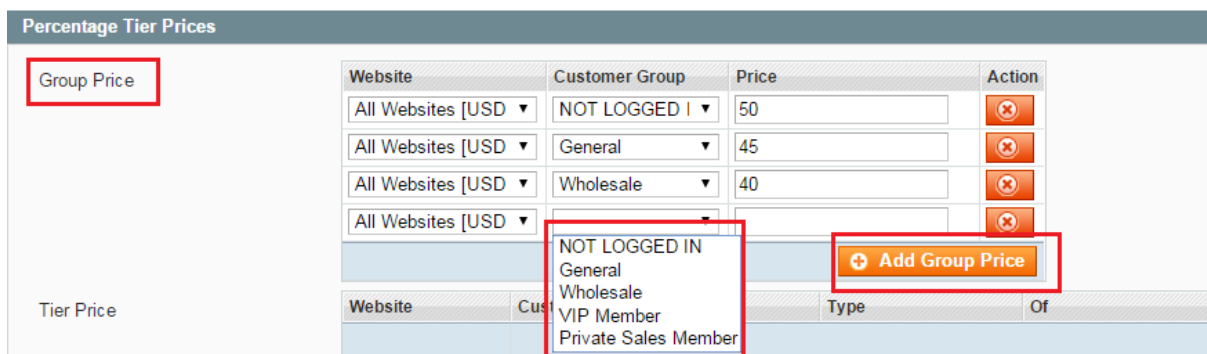 Percentage Tier Prices
Group Price
Website Customer Group Price Action
All Websites [USD NOT LOGGED I 50
All Websites [USD General 45
All Websites [USD Wholesale 40
All Websites [USD
NOT LOGGED IN
General
Wholesale
VIP Member
Private Sales Member
Add Group Price
Tier Price
Website Cust Type Of